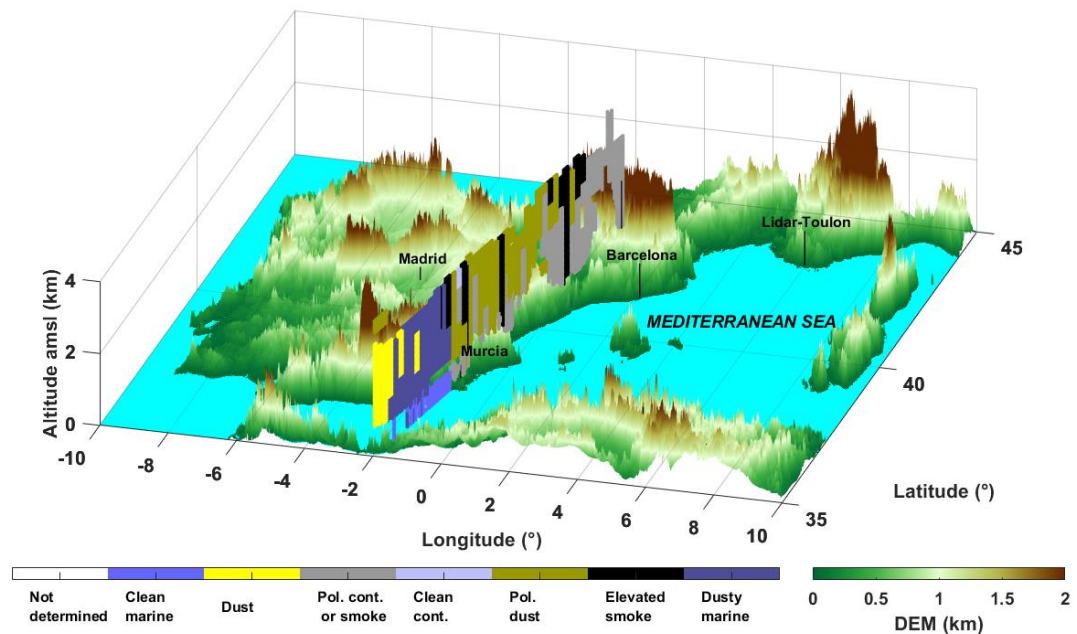 Lidar-Toulon
45
Madrid
Barcelona
4
MEDITERRANEAN SEA
2
Murcia
40
Altitude amsl (km)
0
-10
-8
-6
-4
-2
0
2
4
6
8
10
35
Latitude (°)
Longitude (°)
Not
determined
Clean
marine
Dust
Pol. cont.
or smoke
Clean
cont.
Pol.
dust
Elevated
smoke
Dusty
marine
0 0.5 1 1.5 2
DEM (km)